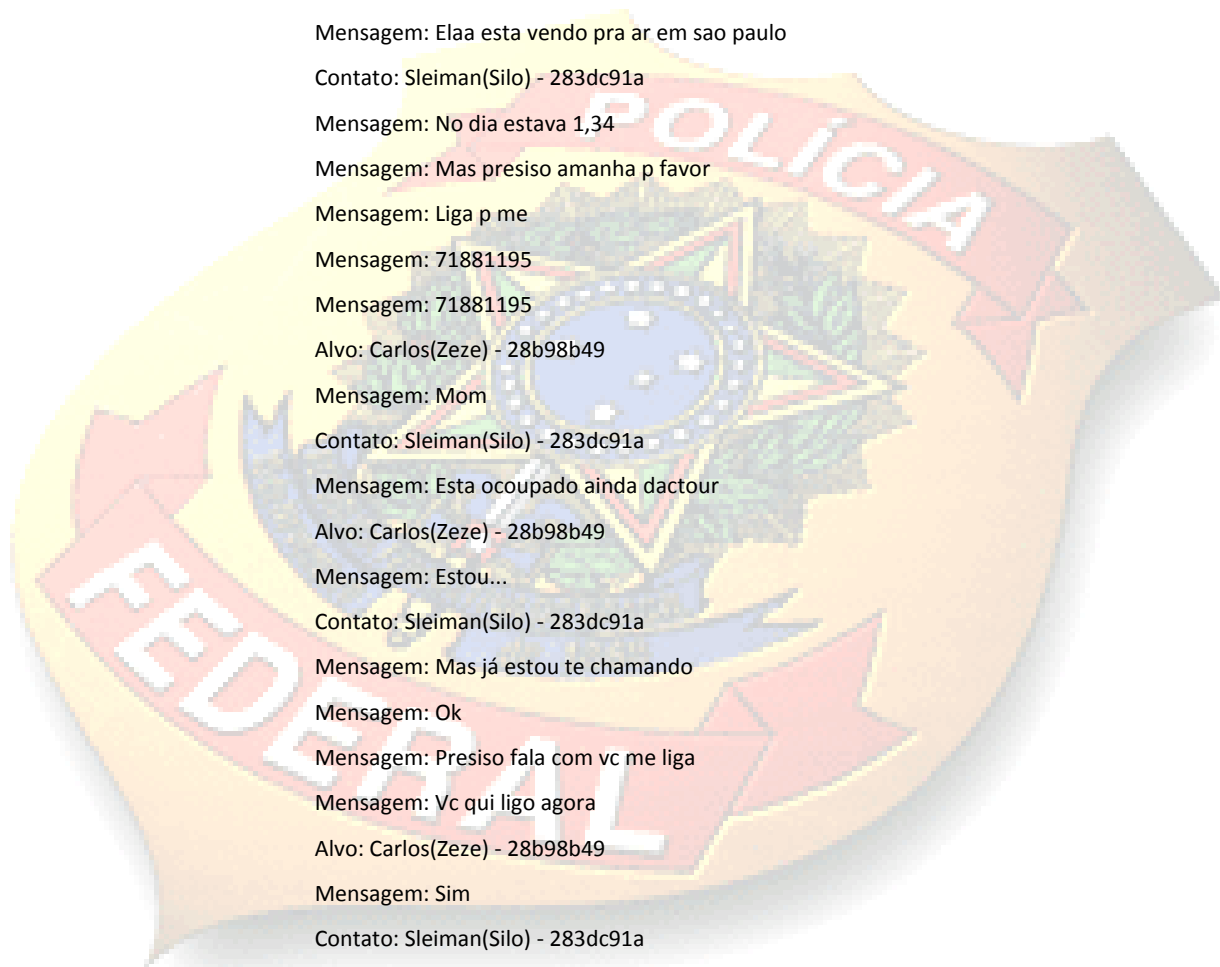 Mensagem: Elaa esta vendo pra ar em sao paulo
Contato: Sleiman(Silo) - 283dc91a
Mensagem: No dia estava 1,34
Mensagem: Mas presiso amanha p favor
Mensagem: Liga p me
Mensagem: 71881195
Mensagem: 71881195
Alvo: Carlos(Zeze) - 28b98b49
Mensagem: Mom
Contato: Sleiman(Silo) - 283dc91a
Mensagem: Esta ocoupado ainda dactour
Alvo: Carlos(Zeze) - 28b98b49
Mensagem: Estou...
Contato: Sleiman(Silo) - 283dc91a
Mensagem: Mas já estou te chamando
Mensagem: Ok
Mensagem: Presiso fala com vc me liga
Mensagem: Vc qui ligo agora
Alvo: Carlos(Zeze) - 28b98b49
Mensagem: Sim
Contato: Sleiman(Silo) - 283dc91a
POLÍCIA
FEDERAL